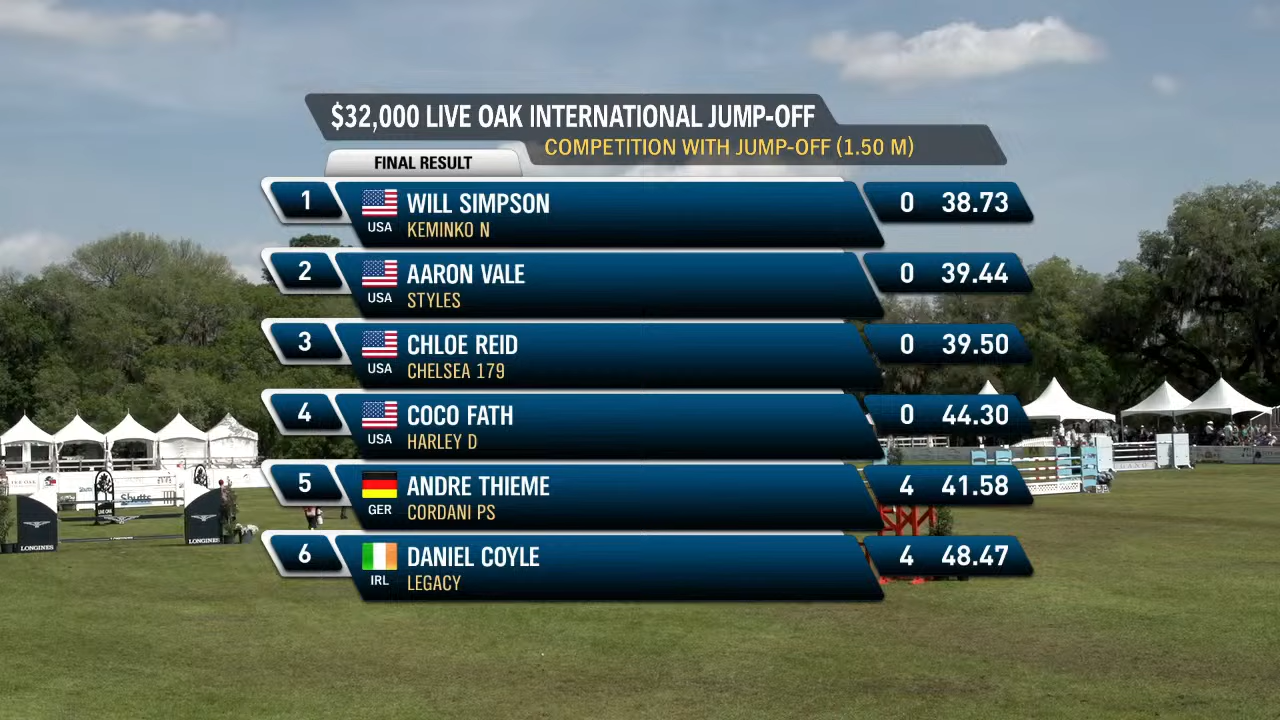 $32,000 LIVE OAK INTERNATIONAL JUMP-OFF
COMPETITION WITH JUMP-OFF (1.50 M)
FINAL RESULT
1 USA WILL SIMPSON 0 38.73
KEMINKO N
2 USA AARON VALE 0 39.44
STYLES
3 USA CHLOE REID 0 39.50
CHELSEA 179
4 USA COCO FATH 0 44.30
HARLEY D
5 GER ANDRE THIEME 4 41.58
CORDANI PS
6 IRL DANIEL COYLE 4 48.47
LEGACY
LONGINES
LONGINES